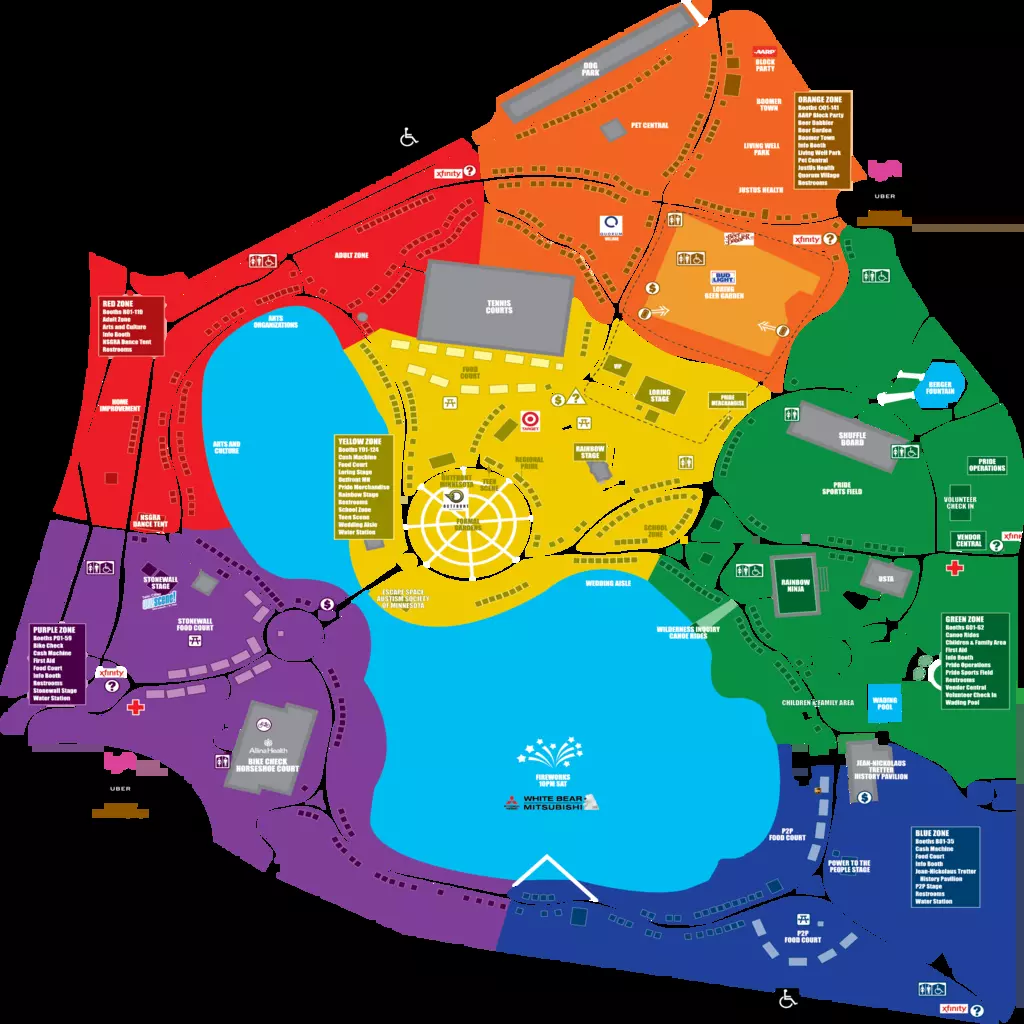 DOG
PARK
AARP
BLOCK
PARTY
BOOMER
TOWN
PET CENTRAL
LIVING WELL
PARK
JUSTUS HEALTH
ORANGE ZONE
Booths O01-141
AARP Block Party
Beer Dabbler
Beer Garden
Boomer Town
Info Booth
Living Well Park
Pet Central
JustUs Health
Quorum Village
Restrooms
lyft
UBER
xfinity ?
QUORUM
VILLAGE
BEER DABBLER
xfinity ?
BUD
LIGHT
LORING
BEER GARDEN
$
ADULT ZONE
TENNIS
COURTS
RED ZONE
Booths R01-110
Adult Zone
Arts and Culture
Info Booth
NSGRA Dance Tent
Restrooms
ARTS
ORGANIZATIONS
HOME
IMPROVEMENT
ARTS AND
CULTURE
NSGRA
DANCE TENT
FOOD
COURT
VIP
LORING
STAGE
PRIDE
MERCHANDISE
$ ?
TARGET
RAINBOW
STAGE
REGIONAL
PRIDE
YELLOW ZONE
Booths Y01-124
Cash Machine
Food Court
Loring Stage
OutFront MN
Pride Merchandise
Rainbow Stage
Restrooms
School Zone
Teen Scene
Wedding Aisle
Water Station
OUTFRONT
MINNESOTA
TEEN
SCENE
OUTFRONT
FORMAL
GARDENS
SCHOOL
ZONE
WEDDING AISLE
ESCAPE SPACE
AUSTISM SOCIETY
OF MINNESOTA
BERGER
FOUNTAIN
SHUFFLE
BOARD
PRIDE
SPORTS FIELD
PRIDE
OPERATIONS
VOLUNTEER
CHECK IN
VENDOR
CENTRAL
xfini
?
RAINBOW
NINJA
USTA
WILDERNESS INQUIRY
CANOE RIDES
GREEN ZONE
Booths G01-62
Canoe Rides
Children & Family Area
First Aid
Info Booth
Pride Operations
Pride Sports Field
Restrooms
Vendor Central
Volunteer Check In
Wading Pool
CHILDREN & FAMILY AREA
WADING
POOL
STONEWALL
STAGE
STONEWALL
FOOD COURT
$
PURPLE ZONE
Booths P01-59
Bike Check
Cash Machine
First Aid
Food Court
Info Booth
Restrooms
Stonewall Stage
Water Station
xfinity
?
AllinaHealth
BIKE CHECK
HORSESHOE COURT
lyft
UBER
FIREWORKS
10PM SAT
WHITE BEAR
MITSUBISHI
JEAN-NICKOLAUS
TRETTER
HISTORY PAVILION
$
P2P
FOOD COURT
POWER TO THE
PEOPLE STAGE
BLUE ZONE
Booths B01-35
Cash Machine
Food Court
Info Booth
Jean-Nickolaus Tretter
History Pavilion
P2P Stage
Restrooms
Water Station
P2P
FOOD COURT
xfinity ?